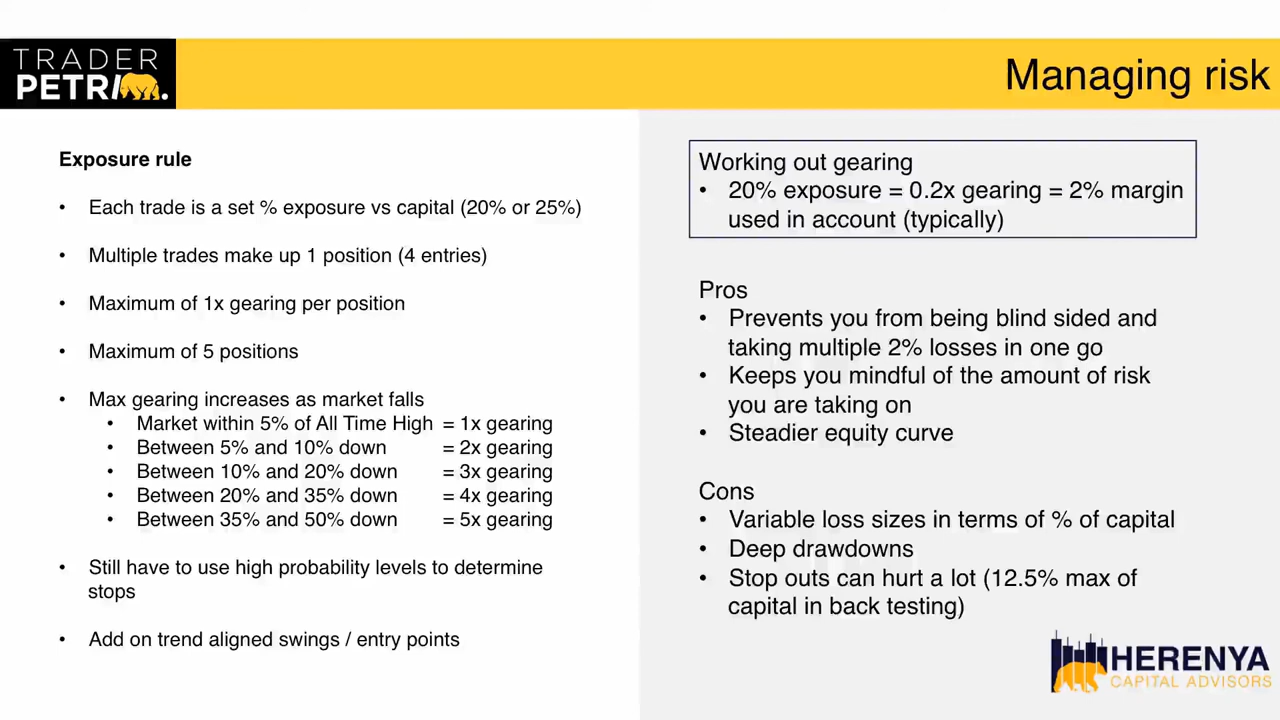 TRADER
PETRI.
Managing risk
Exposure rule
• Each trade is a set % exposure vs capital (20% or 25%)
• Multiple trades make up 1 position (4 entries)
• Maximum of 1x gearing per position
• Maximum of 5 positions
• Max gearing increases as market falls
• Market within 5% of All Time High = 1x gearing
• Between 5% and 10% down = 2x gearing
• Between 10% and 20% down = 3x gearing
• Between 20% and 35% down = 4x gearing
• Between 35% and 50% down = 5x gearing
• Still have to use high probability levels to determine
stops
• Add on trend aligned swings / entry points
Working out gearing
• 20% exposure = 0.2x gearing = 2% margin
used in account (typically)
Pros
• Prevents you from being blind sided and
taking multiple 2% losses in one go
• Keeps you mindful of the amount of risk
you are taking on
• Steadier equity curve
Cons
• Variable loss sizes in terms of % of capital
• Deep drawdowns
• Stop outs can hurt a lot (12.5% max of
capital in back testing)
HERENYA
CAPITAL ADVISORS